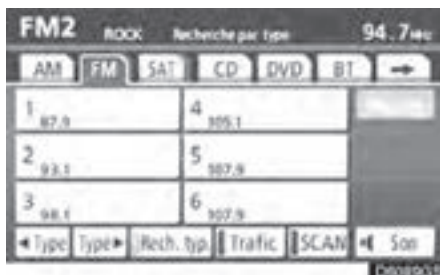 FM2 ROCK Recherche par type 94.7MHz
AM FM SAT CD DVD BT
1 87.9 4 105.1
2 93.1 5 107.9
3 98.1 6 107.9
Type Type Rech. typ. Trafic SCAN Son